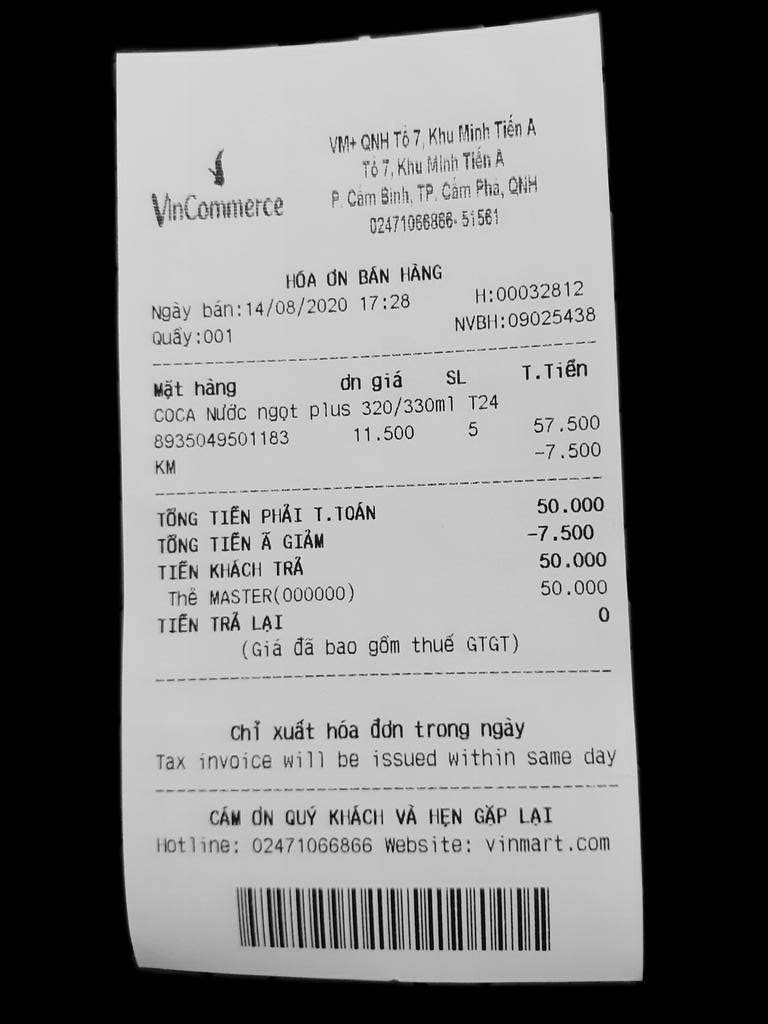 VinCommerce
VM+ QNH Tổ 7, Khu Minh Tiến A
Tổ 7, Khu Minh Tiến A
P. Cẩm Bình, TP. Cẩm Phả, QNH
02471066866- 51561
HÓA ƠN BÁN HÀNG
Ngày bán:14/08/2020 17:28 H:00032812
Quầy:001 NVBH:09025438
Mặt hàng ơn giá SL T.Tiền
COCA Nước ngọt plus 320/330ml T24
8935049501183 11.500 5 57.500
KM -7.500
TỔNG TIỀN PHẢI T.TOÁN 50.000
TỔNG TIỀN Ã GIẢM -7.500
TIỀN KHÁCH TRẢ 50.000
Thẻ MASTER(000000) 50.000
TIỀN TRẢ LẠI 0
(Giá đã bao gồm thuế GTGT)
Chỉ xuất hóa đơn trong ngày
Tax invoice will be issued within same day
CẢM ƠN QUÝ KHÁCH VÀ HẸN GẶP LẠI
Hotline: 02471066866 Website: vinmart.com